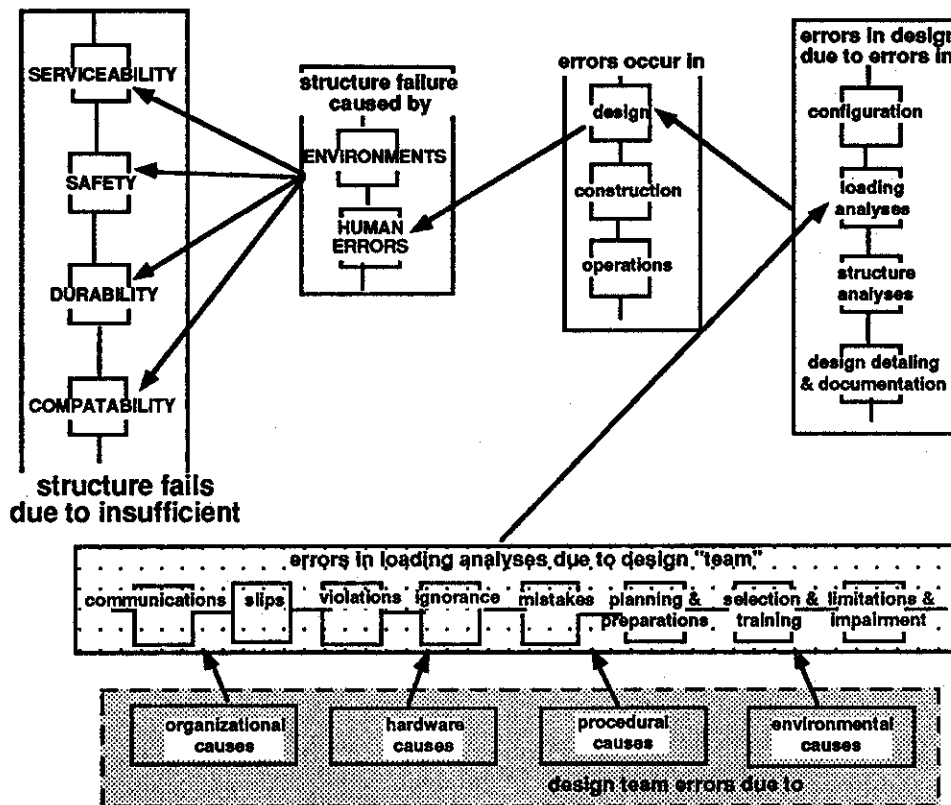 SERVICEABILITY
SAFETY
DURABILITY
COMPATABILITY
structure fails
due to insufficient
structure failure
caused by
ENVIRONMENTS
HUMAN
ERRORS
errors occur in
design
construction
operations
errors in design
due to errors in
configuration
loading
analyses
structure
analyses
design detaling
& documentation
errors in loading analyses due to design "team"
communications
slips
violations
ignorance
mistakes
planning &
preparations
selection &
training
limitations &
impairment
organizational
causes
hardware
causes
procedural
causes
environmental
causes
design team errors due to